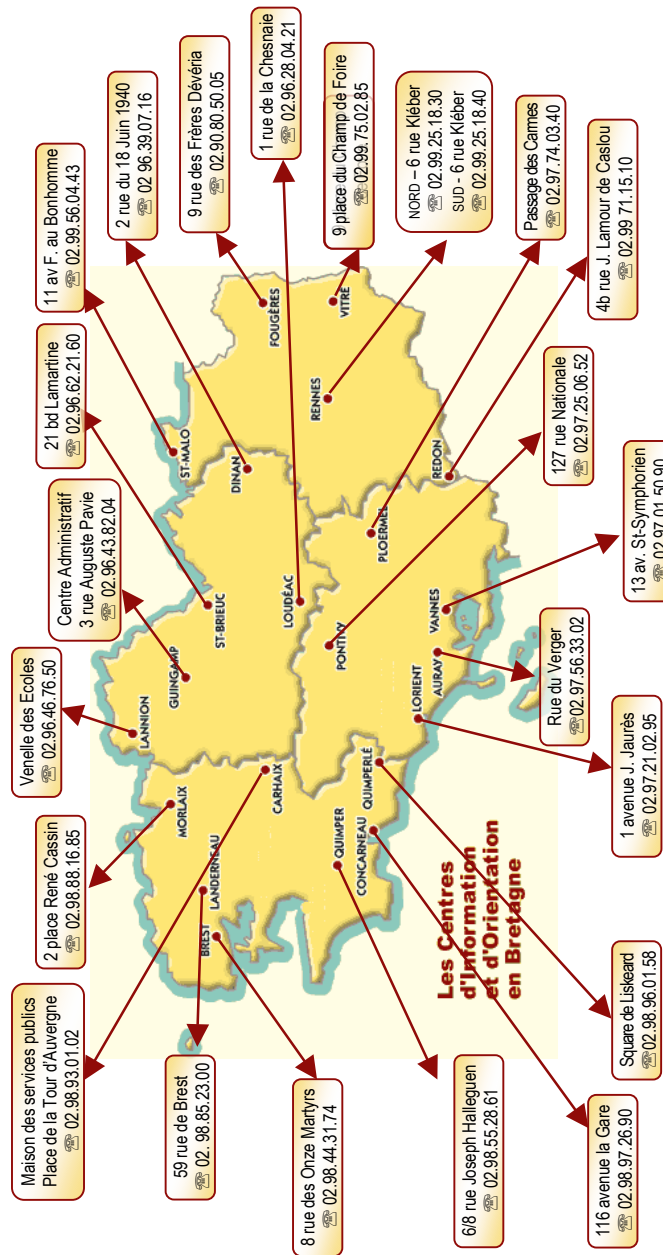 Maison des services publics
Place de la Tour d'Auvergne
☏ 02.98.93.01.02
2 place René Cassin
☏ 02.98.88.16.85
Venelle des Ecoles
☏ 02.96.46.76.50
Centre Administratif
3 rue Auguste Pavie
☏ 02.96.43.82.04
21 bd Lamartine
☏ 02.96.62.21.60
11 av F. au Bonhomme
☏ 02.99.56.04.43
2 rue du 18 Juin 1940
☏ 02 96.39.07.16
9 rue des Frères Dévéria
☏ 02.90.80.50.05
1 rue de la Chesnaie
☏ 02.96.28.04.21
9 place du Champ de Foire
☏ 02.99.75.02.85
NORD – 6 rue Kléber
☏ 02.99.25.18.30
SUD - 6 rue Kléber
☏ 02.99.25.18.40
Passage des Carmes
☏ 02.97.74.03.40
4b rue J. Lamour de Caslou
☏ 02.99 71.15.10
127 rue Nationale
☏ 02.97.25.06.52
13 av. St-Symphorien
☏ 02.97.01.50.90
Rue du Verger
☏ 02.97.56.33.02
1 avenue J. Jaurès
☏ 02.97.21.02.95
Square de Liskeard
☏ 02.98.96.01.58
116 avenue la Gare
☏ 02.98.97.26.90
6/8 rue Joseph Halleguen
☏ 02.98.55.28.61
8 rue des Onze Martyrs
☏ 02.98.44.31.74
59 rue de Brest
☏ 02. 98.85.23.00
LANNION
MORLAIX
GUINGAMP
ST-BRIEUC
ST-MALO
DINAN
FOUGÈRES
VITRÉ
RENNES
LANDERNEAU
BREST
CARHAIX
LOUDÉAC
PONTIVY
PLOERMEL
REDON
QUIMPER
CONCARNEAU
QUIMPERLÉ
LORIENT
AURAY
VANNES
Les Centres
d'Information
et d'Orientation
en Bretagne